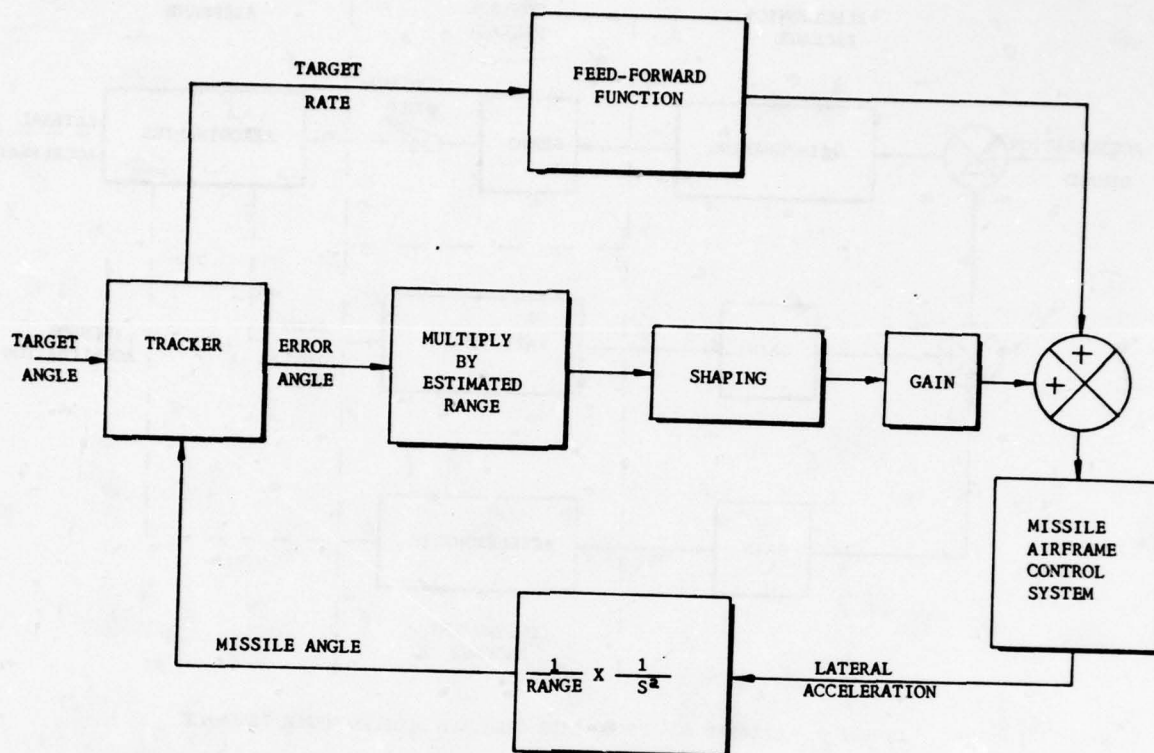 TARGET
RATE
FEED-FORWARD
FUNCTION
TARGET
ANGLE
TRACKER
ERROR
ANGLE
MULTIPLY
BY
ESTIMATED
RANGE
SHAPING
GAIN
+
+
MISSILE
AIRFRAME
CONTROL
SYSTEM
LATERAL
ACCELERATION
1/RANGE X 1/S²
MISSILE ANGLE